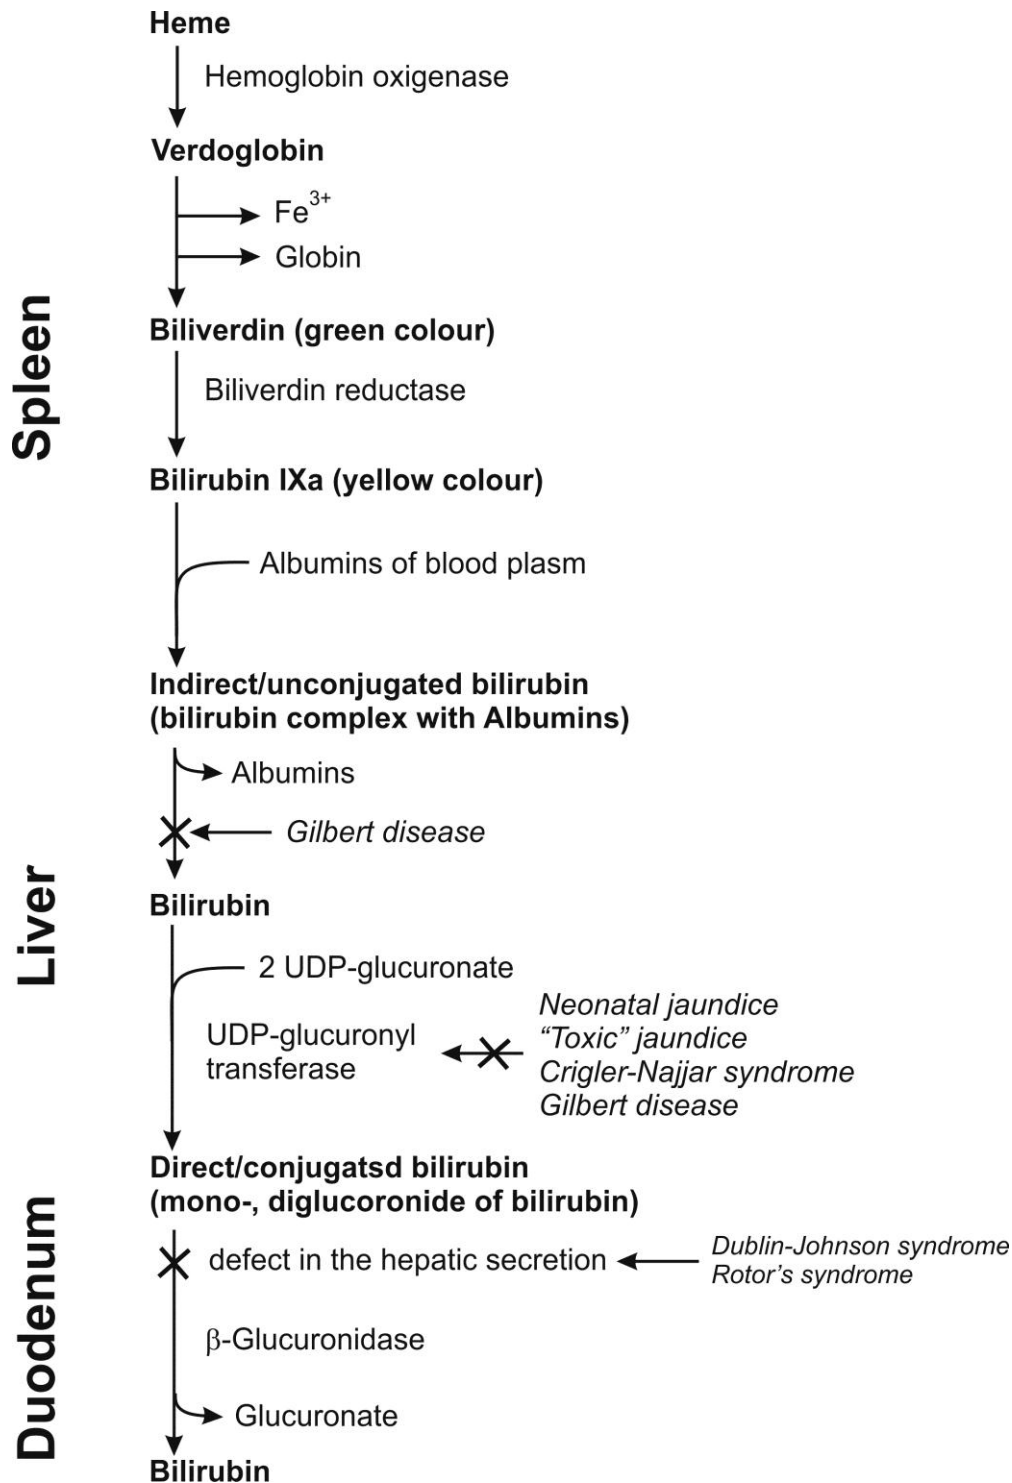 Heme
Hemoglobin oxigenase
Verdoglobin
Fe3+
Globin
Spleen
Biliverdin (green colour)
Biliverdin reductase
Bilirubin IXa (yellow colour)
Albumins of blood plasm
Indirect/unconjugated bilirubin
(bilirubin complex with Albumins)
Albumins
Gilbert disease
Liver
Bilirubin
2 UDP-glucuronate
UDP-glucuronyl
transferase
Neonatal jaundice
“Toxic” jaundice
Crigler-Najjar syndrome
Gilbert disease
Direct/conjugatsd bilirubin
(mono-, diglucoronide of bilirubin)
Duodenum
defect in the hepatic secretion
Dublin-Johnson syndrome
Rotor’s syndrome
β-Glucuronidase
Glucuronate
Bilirubin